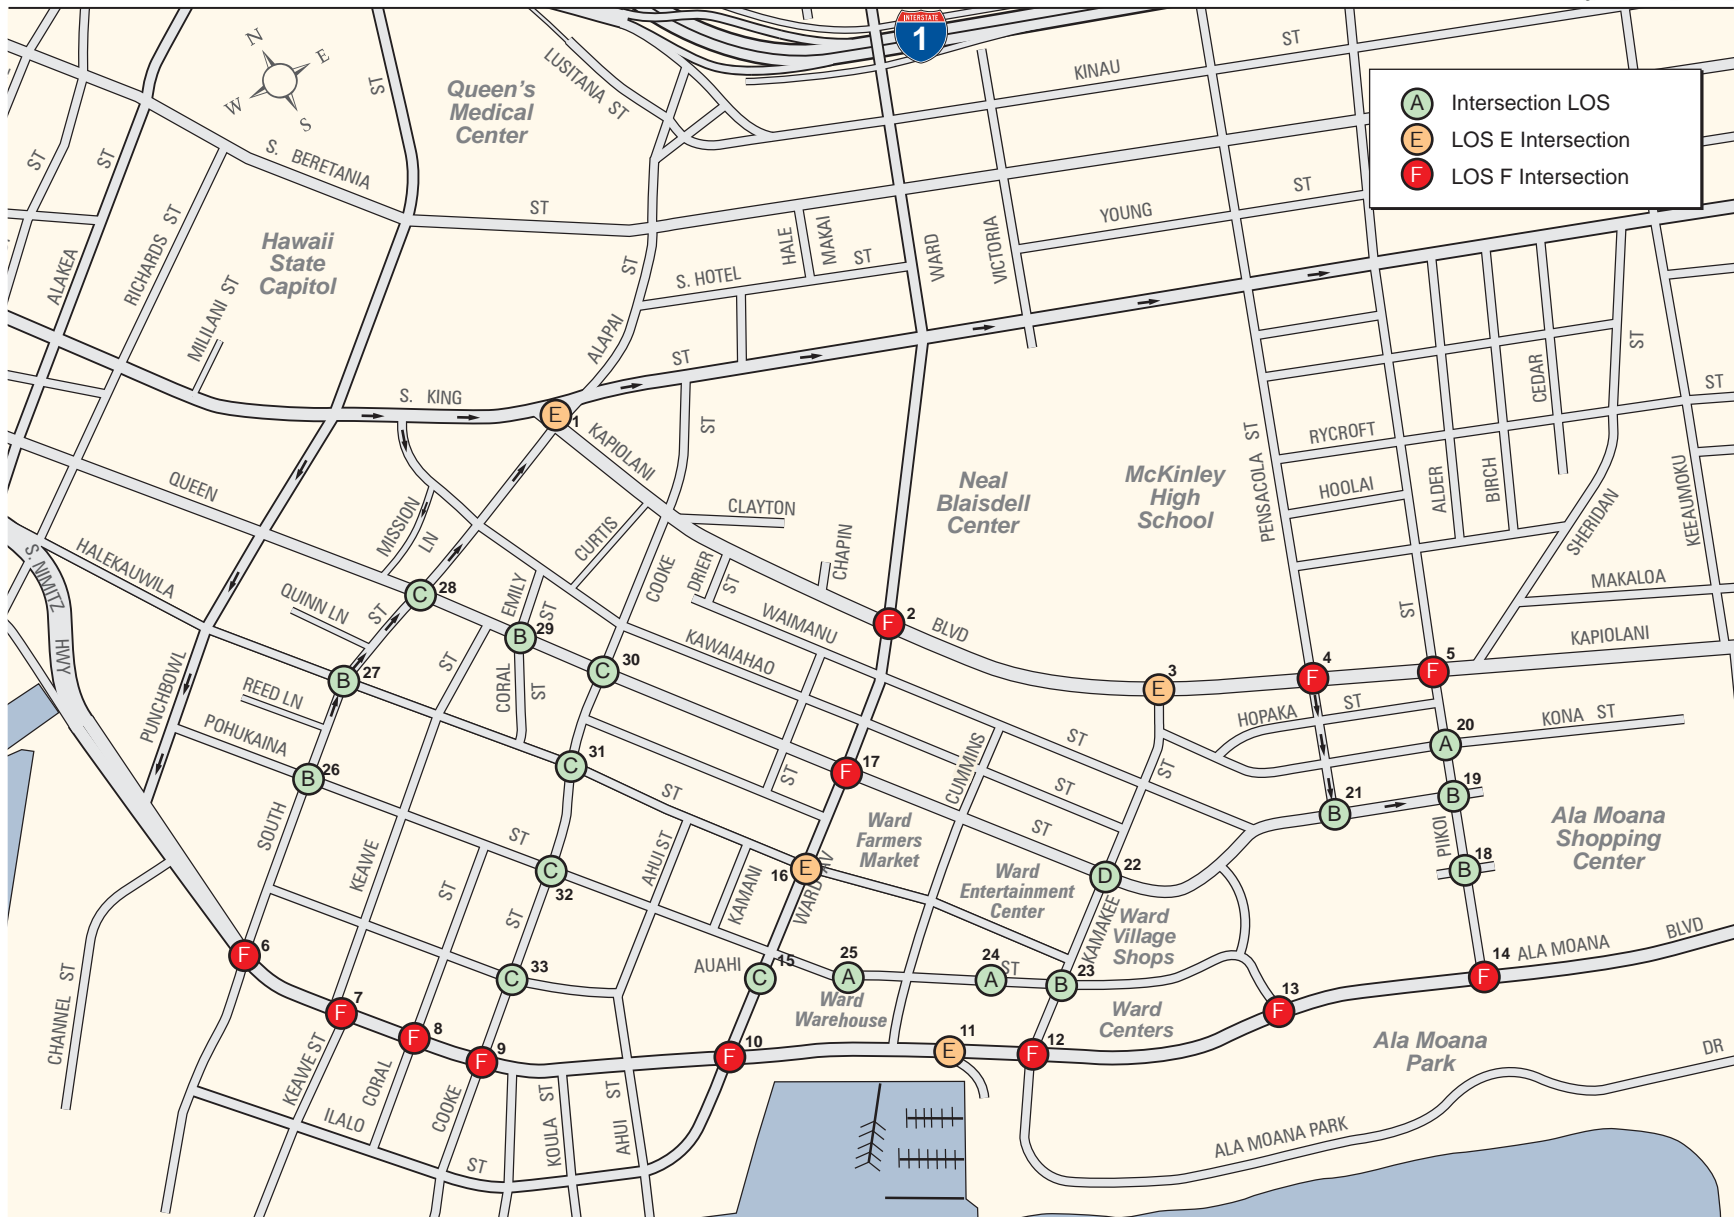 INTERSTATE
1
A Intersection LOS
E LOS E Intersection
F LOS F Intersection
N
E
S
W
ST
LUSITANA ST
KINAU
ST
Queen's
Medical
Center
ST
ST
S. BERETANIA
ST
YOUNG
ST
Hawaii
State
Capitol
ALAKEA
RICHARDS ST
MILILANI ST
ALAPAI
ST
S. HOTEL
ST
HALE
MAKAI
WARD
VICTORIA
S. KING
ST
E
1
KAPIOLANI
ST
CLAYTON
CHAPIN
Neal
Blaisdell
Center
McKinley
High
School
PENSACOLA ST
RYCROFT
ST
HOOLAI
ALDER
BIRCH
CEDAR
ST
SHERIDAN
KEEAUMOKU
MAKALOA
ST
KAPIOLANI
QUEEN
HALEKAUWILA
S. NIMITZ
HWY
MISSION
LN
CURTIS
COOKE
DRIER
ST
QUINN LN
ST
EMILY
ST
WAIMANU
KAWAIAHAO
F
2
BLVD
E
3
F
4
F
5
C
28
B
29
C
30
B
27
REED LN
POHUKAINA
PUNCHBOWL
ST
CORAL
ST
HOPAKA
ST
KONA ST
A
20
B
19
B
21
PIIKOI
B
18
Ala Moana
Shopping
Center
B
26
C
31
ST
ST
F
17
CUMMINS
ST
ST
ST
ST
Ward
Farmers
Market
Ward
Entertainment
Center
D
22
KAMAKEE
Ward
Village
Shops
SOUTH
KEAWE
ST
ST
C
32
AHUI ST
KAMANI
16
E
WARD AV
ST
C
33
AUAHI
C
15
A
25
A
24
ST
B
23
Ward
Warehouse
Ward
Centers
CHANNEL ST
F
6
F
7
F
8
F
9
F
10
E
11
F
12
F
13
F
14
ALA MOANA
BLVD
Ala Moana
Park
DR
ALA MOANA PARK
KEAWE ST
CORAL
COOKE
ILALO
ST
KOULA
ST
AHUI
ST